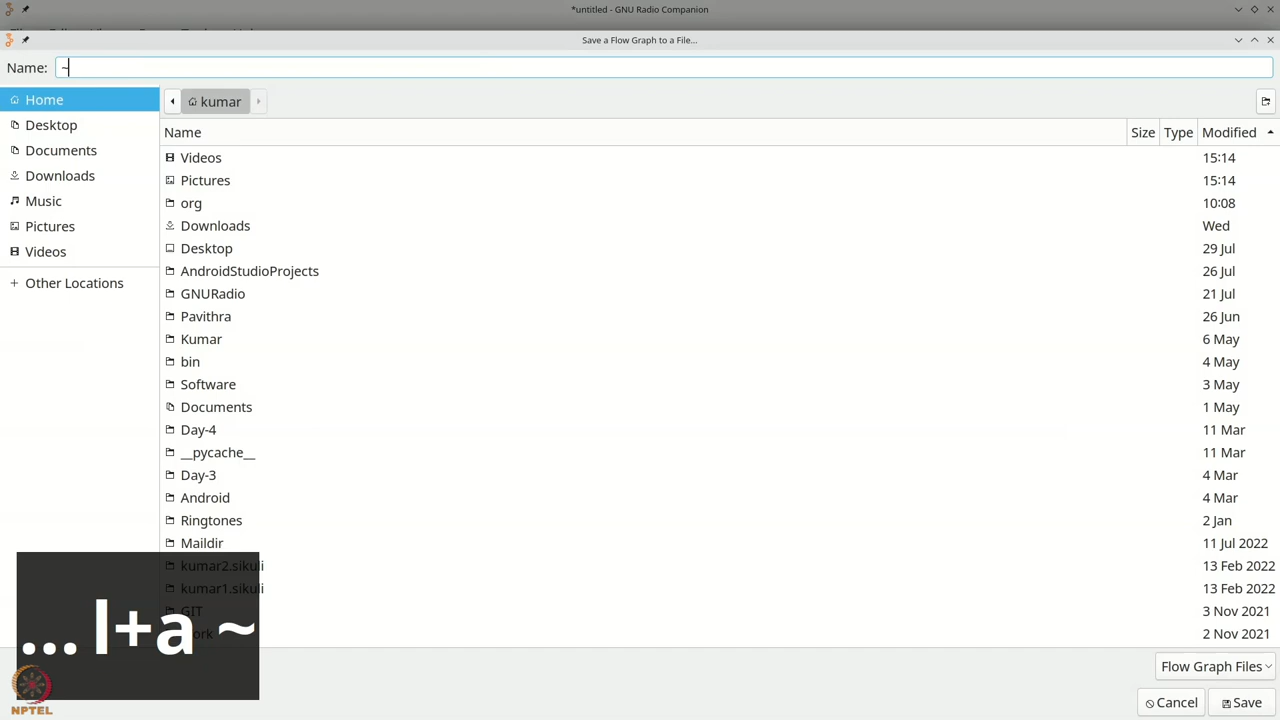 *untitled - GNU Radio Companion
Save a Flow Graph to a File...
Name: ~
Home
Desktop
Documents
Downloads
Music
Pictures
Videos
Other Locations
kumar
Name Size Type Modified
Videos 15:14
Pictures 15:14
org 10:08
Downloads Wed
Desktop 29 Jul
AndroidStudioProjects 26 Jul
GNURadio 21 Jul
Pavithra 26 Jun
Kumar 6 May
bin 4 May
Software 3 May
Documents 1 May
Day-4 11 Mar
__pycache__ 11 Mar
Day-3 4 Mar
Android 4 Mar
Ringtones 2 Jan
Maildir 11 Jul 2022
kumar2.sikuli 13 Feb 2022
kumar1.sikuli 13 Feb 2022
GIT 3 Nov 2021
2 Nov 2021
... l+a ~
NPTEL
Flow Graph Files
Cancel Save